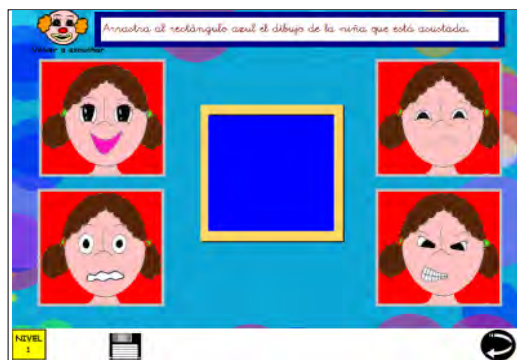 Arrastra al rectángulo azul el dibujo de la niña que está asustada.
Volver a escuchar
NIVEL
1